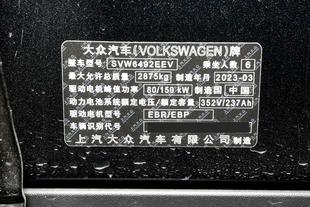 大众汽车(VOLKSWAGEN)牌
整车型号 SVW6492EEV 乘坐人数 6
最大允许总质量 2875kg 制造年月 2023-03
驱动电机峰值功率 80/150 kW 制造国 中国
动力电池系统额定电压/额定容量 352V/237Ah
驱动电机型号 EBR/EBP
车辆识别代号
上汽大众汽车有限公司 制造